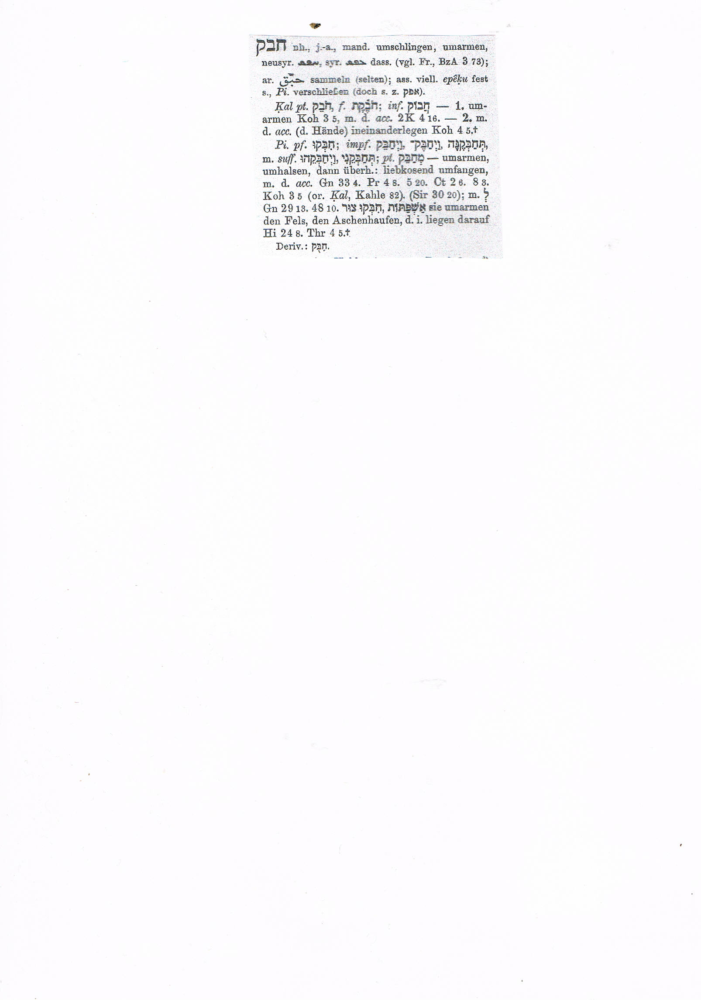 חבק nh., j.-a., mand. umschlingen, umarmen,
neusyr. syr. dass. (vgl. Fr., BzA 3 73);
ar. حبّق sammeln (selten); ass. viell. epêḳu fest
s., Pi. verschließen (doch s. z. אפק).
Ḳal pt. חֹבֵק, f. חֹבֶ֫קֶת; inf. חֲבוֹק — 1. um-
armen Koh 3 5, m. d. acc. 2K 4 16. — 2. m.
d. acc. (d. Hände) ineinanderlegen Koh 4 5.†
Pi. pf. חִבְּקוּ; impf. וַיְחַבֵּק, וַיְחַבֶּק־, תְּחַבְּקֶנָּה,
m. suff. וַיְחַבְּקֵהוּ, תְּחַבְּקֵנִי; pt. מְחַבֵּק — umarmen,
umhalsen, dann überh.: liebkosend umfangen,
m. d. acc. Gn 33 4. Pr 4 8. 5 20. Ct 2 6. 8 3.
Koh 3 5 (or. Ḳal, Kahle 82). (Sir 30 20); m. לְ
Gn 29 13. 48 10. חִבְּקוּ צוּר, אַשְׁפַּתּוֹת sie umarmen
den Fels, den Aschenhaufen, d. i. liegen darauf
Hi 24 8. Thr 4 5.†
Deriv.: חִבֻּק.